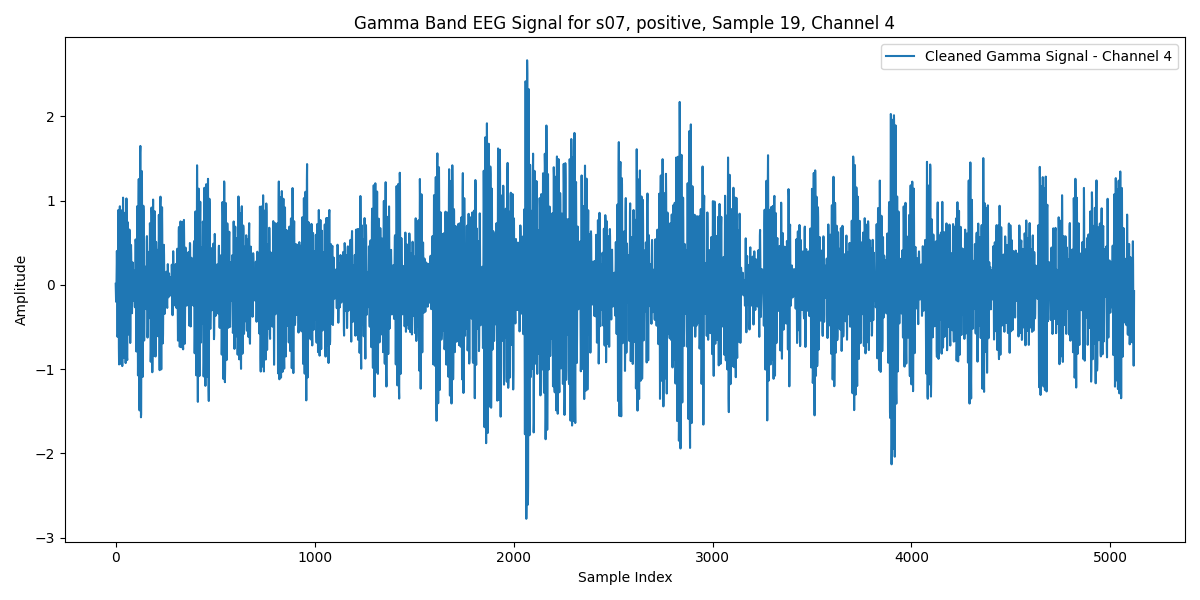 Gamma Band EEG Signal for s07, positive, Sample 19, Channel 4
Cleaned Gamma Signal - Channel 4
Amplitude
2
1
0
−1
−2
−3
0 1000 2000 3000 4000 5000
Sample Index